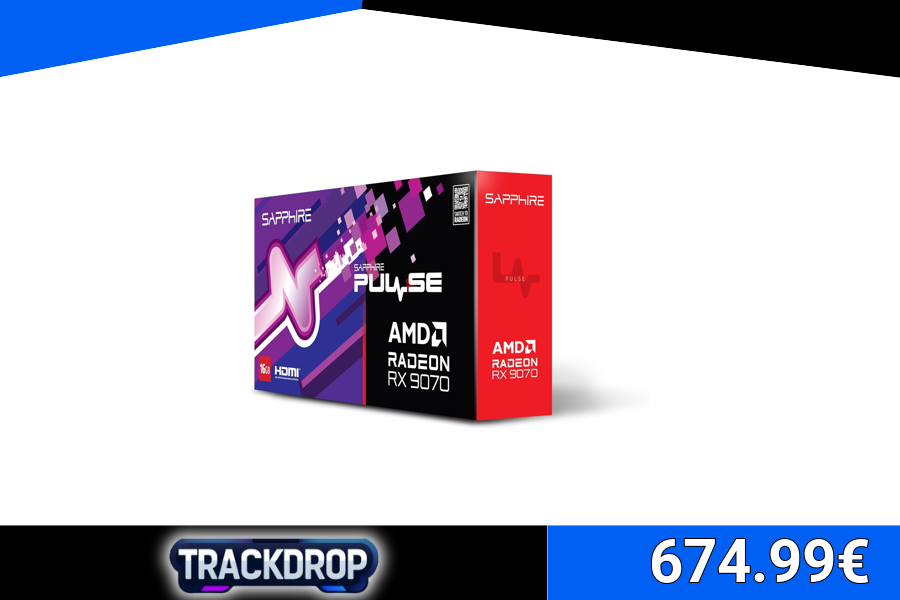 SAPPHIRE
SAPPHIRE
PULSE
AMD
RADEON
RX 9070
16GB
HDMI
SAPPHIRE
PULSE
AMD
RADEON
RX 9070
TRACKDROP
674.99€